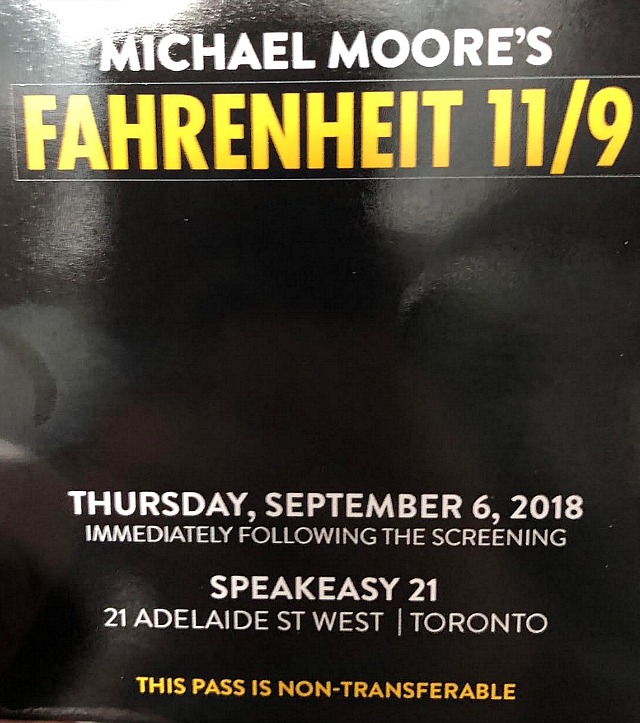 MICHAEL MOORE'S
FAHRENHEIT 11/9
THURSDAY, SEPTEMBER 6, 2018
IMMEDIATELY FOLLOWING THE SCREENING
SPEAKEASY 21
21 ADELAIDE ST WEST | TORONTO
THIS PASS IS NON-TRANSFERABLE